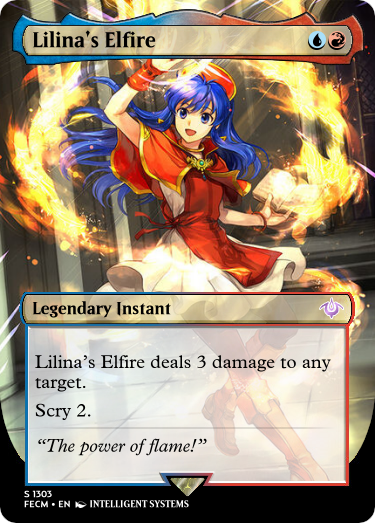 Lilina's Elfire
Legendary Instant
Lilina's Elfire deals 3 damage to any
target.
Scry 2.
“The power of flame!”
S 1303
FECM • EN INTELLIGENT SYSTEMS